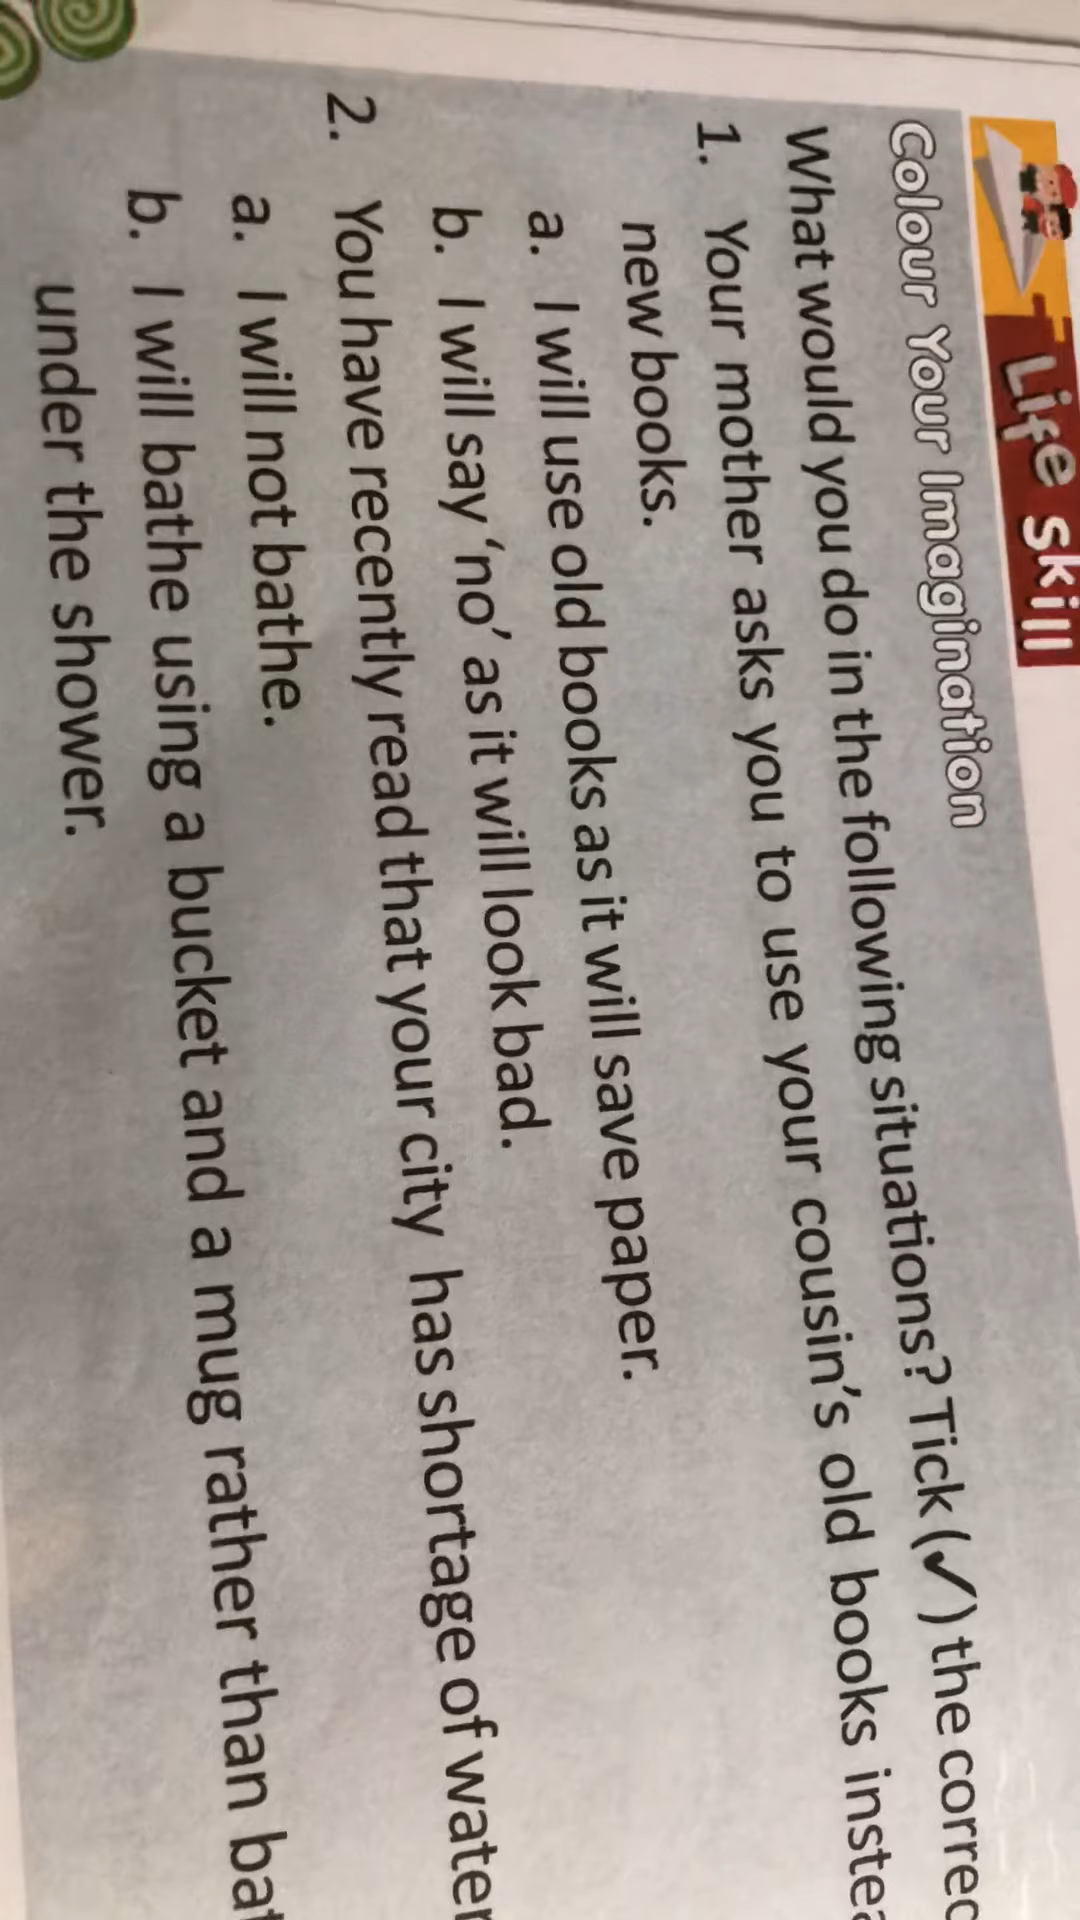 Life skill
Colour Your Imagination
What would you do in the following situations? Tick (✓) the
1. Your mother asks you to use your cousin's old books
new books.
a. I will use old books as it will save paper.
b. I will say 'no' as it will look bad.
2. You have recently read that your city has shortage of water
a. I will not bathe.
b. I will bathe using a bucket and a mug rather than
under the shower.